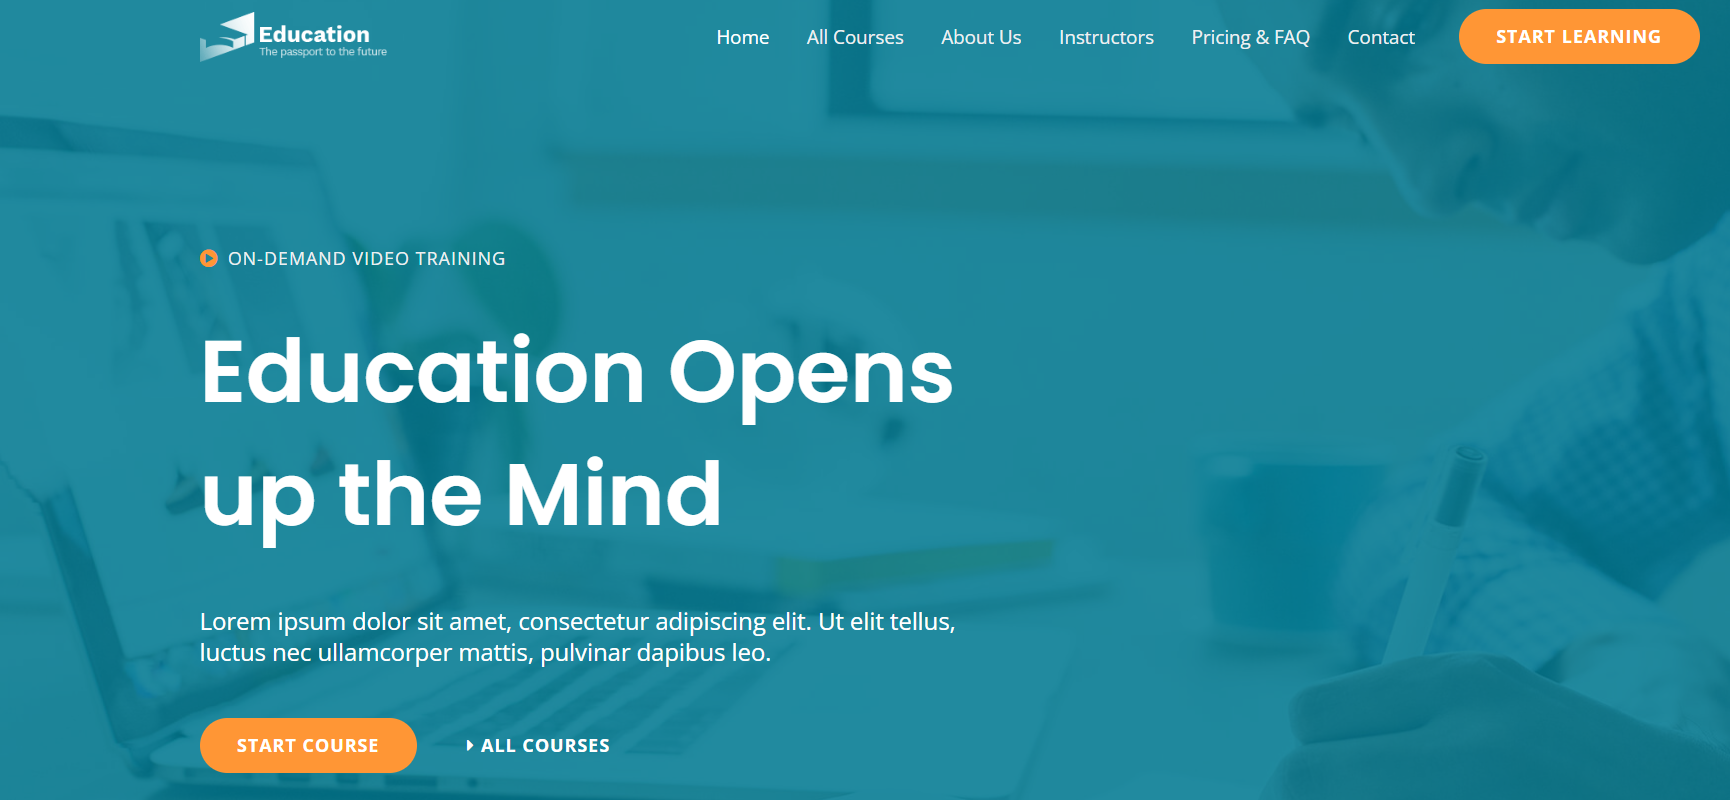 Education
The passport to the future
Home All Courses About Us Instructors Pricing & FAQ Contact START LEARNING
ON-DEMAND VIDEO TRAINING
Education Opens
up the Mind
Lorem ipsum dolor sit amet, consectetur adipiscing elit. Ut elit tellus,
luctus nec ullamcorper mattis, pulvinar dapibus leo.
START COURSE ALL COURSES